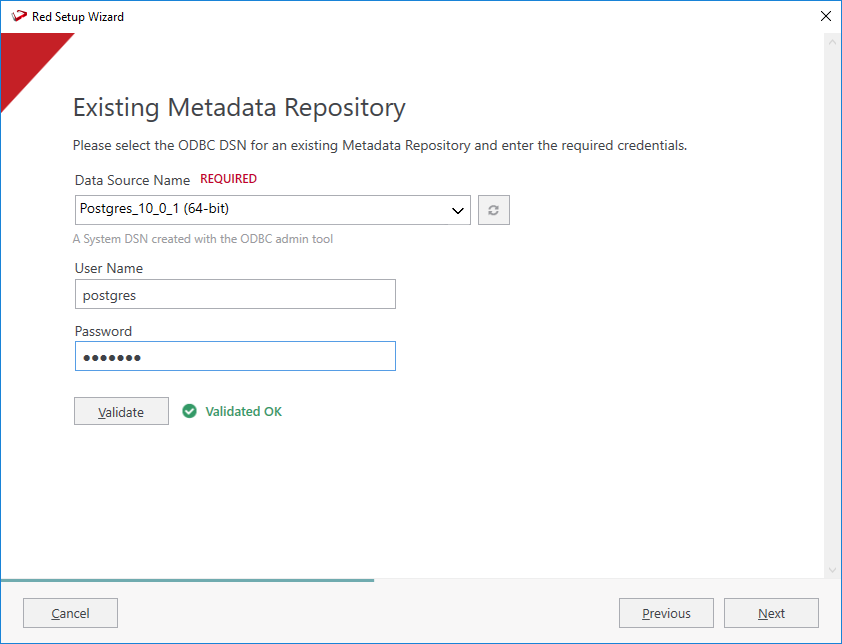 Red Setup Wizard
Existing Metadata Repository
Please select the ODBC DSN for an existing Metadata Repository and enter the required credentials.
Data Source Name REQUIRED
Postgres_10_0_1 (64-bit)
A System DSN created with the ODBC admin tool
User Name
postgres
Password
●●●●●●●
Validate Validated OK
Cancel Previous Next